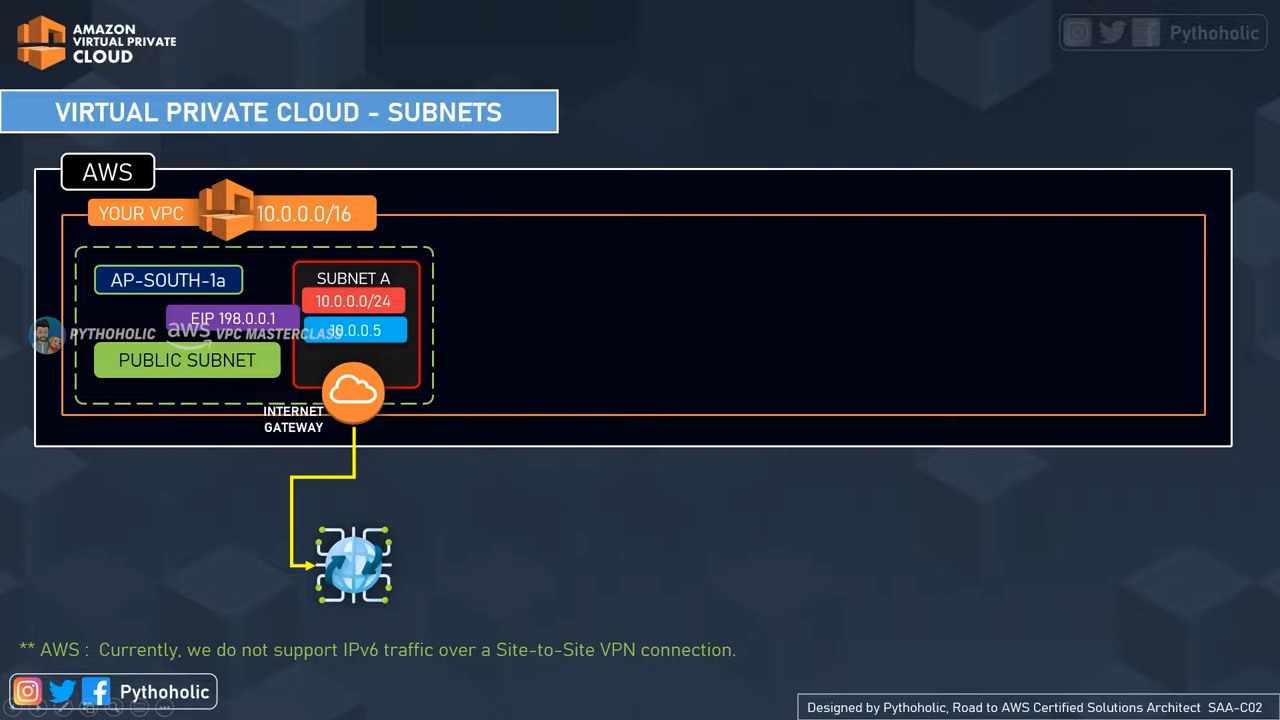 AMAZON
VIRTUAL PRIVATE
CLOUD
Pythoholic
VIRTUAL PRIVATE CLOUD - SUBNETS
AWS
YOUR VPC
10.0.0.0/16
AP-SOUTH-1a
SUBNET A
10.0.0.0/24
EIP 198.0.0.1
10.0.0.5
PYTHOHOLIC aws VPC MASTERCLASS
PUBLIC SUBNET
INTERNET
GATEWAY
** AWS : Currently, we do not support IPv6 traffic over a Site-to-Site VPN connection.
Pythoholic
Designed by Pythoholic, Road to AWS Certified Solutions Architect SAA-C02